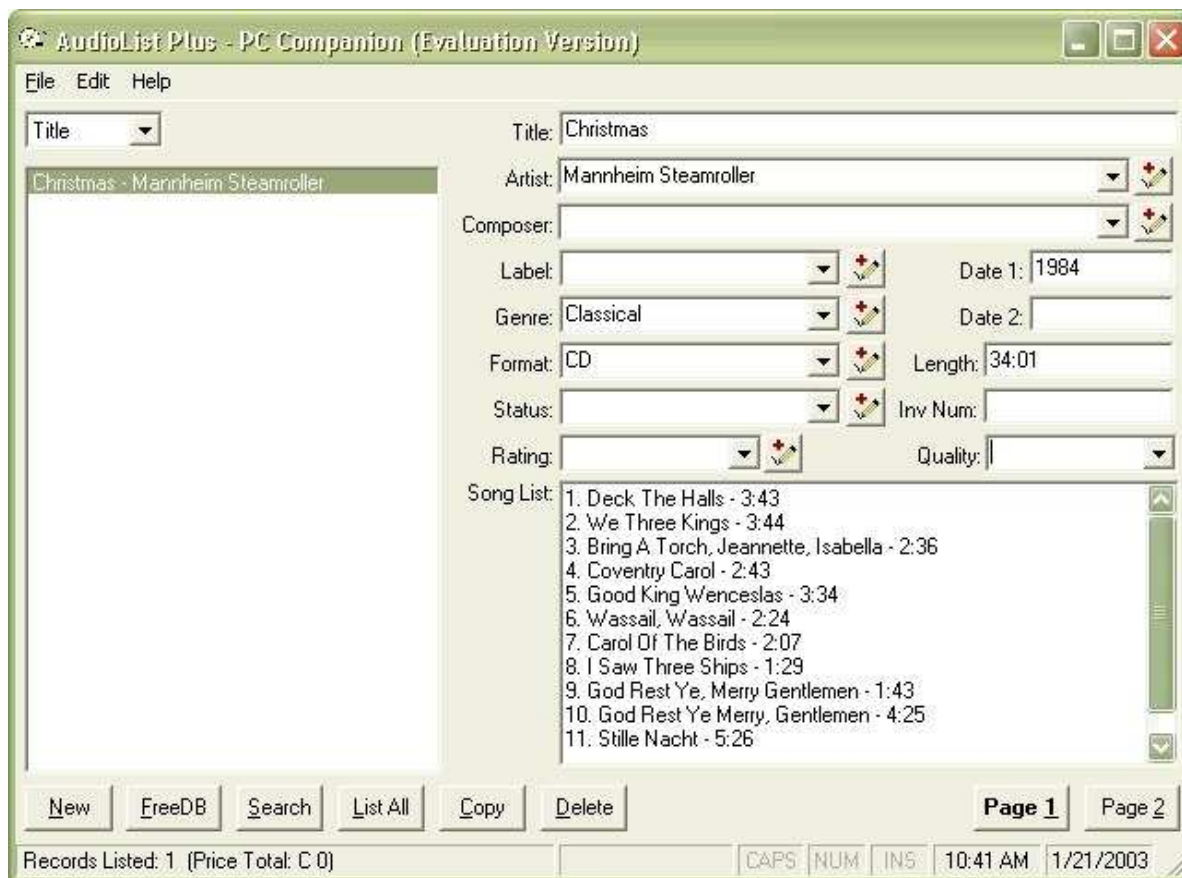 AudioList Plus - PC Companion (Evaluation Version)
File Edit Help
Title
Christmas - Mannheim Steamroller
Title: Christmas
Artist: Mannheim Steamroller
Composer:
Label: Date 1: 1984
Genre: Classical Date 2:
Format: CD Length: 34:01
Status: Inv Num:
Rating: Quality:
Song List:
1. Deck The Halls - 3:43
2. We Three Kings - 3:44
3. Bring A Torch, Jeannette, Isabella - 2:36
4. Coventry Carol - 2:43
5. Good King Wenceslas - 3:34
6. Wassail, Wassail - 2:24
7. Carol Of The Birds - 2:07
8. I Saw Three Ships - 1:29
9. God Rest Ye, Merry Gentlemen - 1:43
10. God Rest Ye Merry, Gentlemen - 4:25
11. Stille Nacht - 5:26
New FreeDB Search List All Copy Delete Page 1 Page 2
Records Listed: 1 (Price Total: C 0) CAPS NUM INS 10:41 AM 1/21/2003